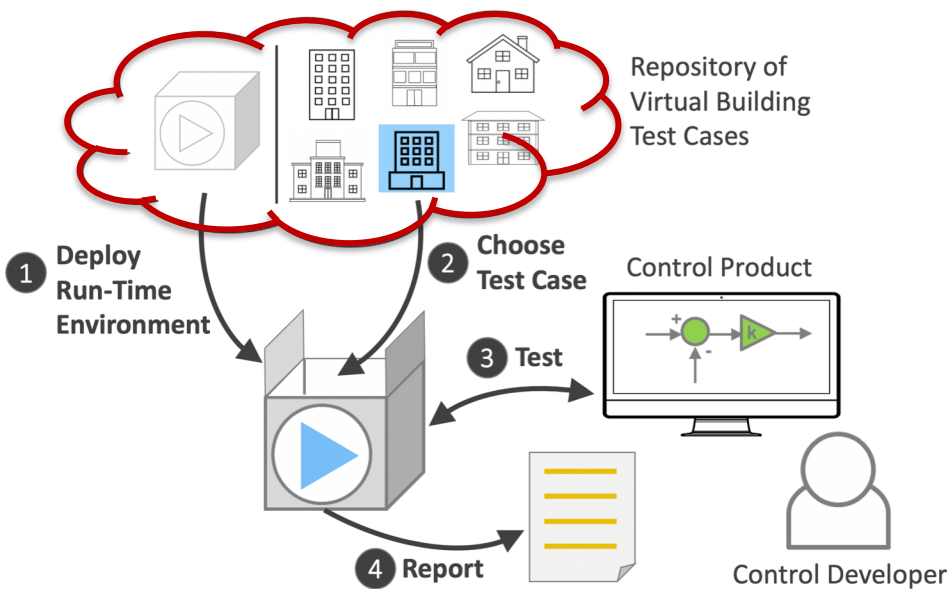 Repository of
Virtual Building
Test Cases
1
Deploy
Run-Time
Environment
2
Choose
Test Case
Control Product
+
-
k
3
Test
4
Report
Control Developer